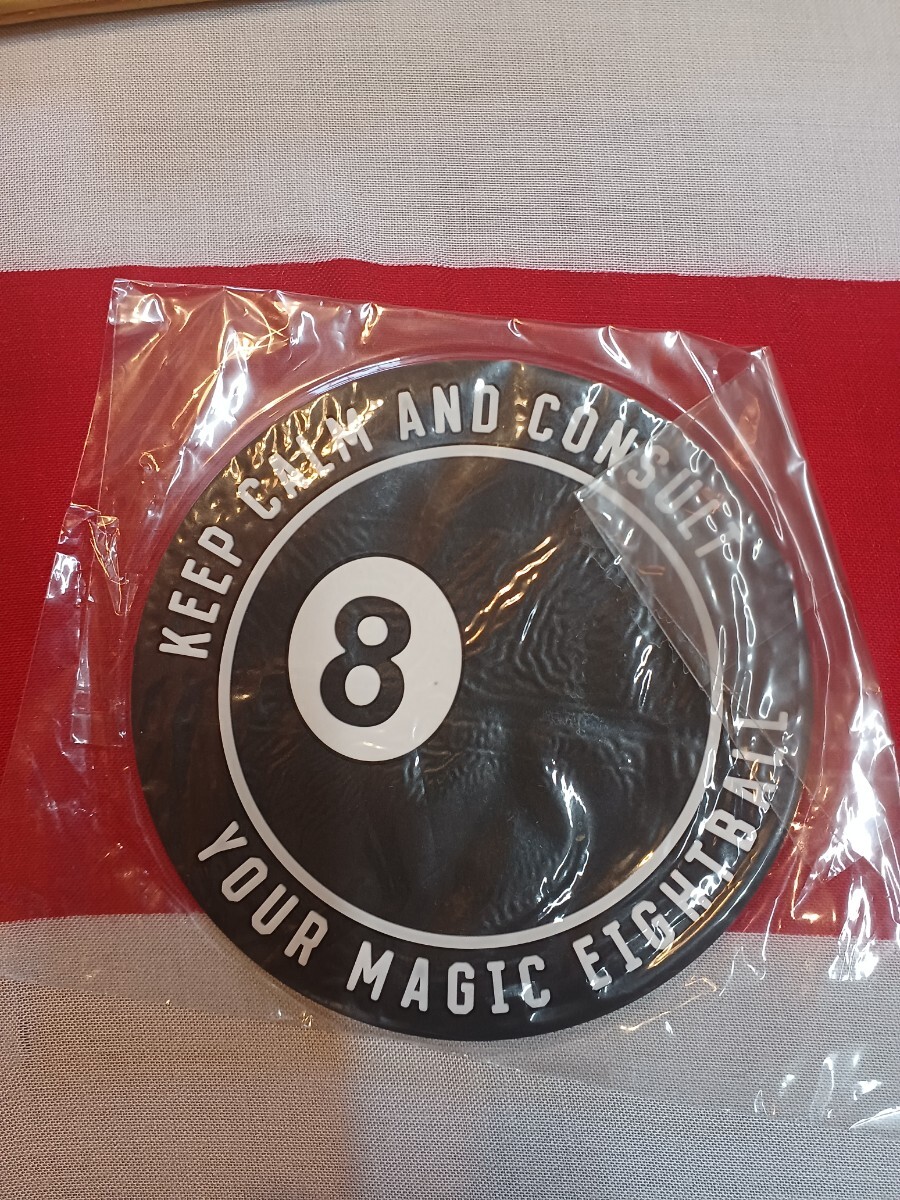 KEEP CALM AND CONSULT
8
YOUR MAGIC EIGHTBALL